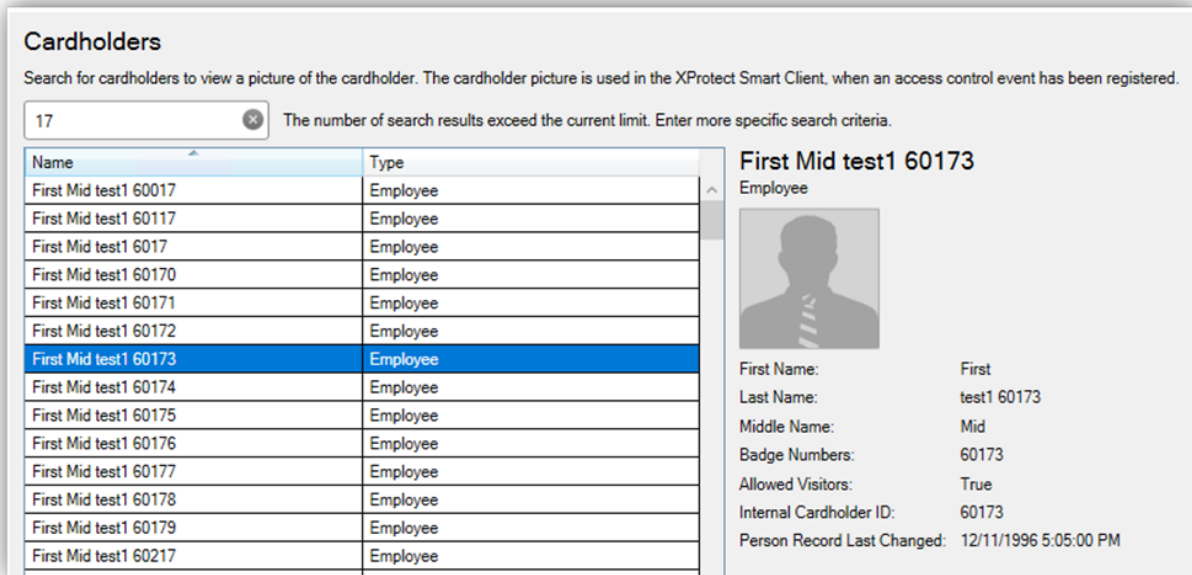 Cardholders
Search for cardholders to view a picture of the cardholder. The cardholder picture is used in the XProtect Smart Client, when an access control event has been registered.
17 The number of search results exceed the current limit. Enter more specific search criteria.
Name Type
First Mid test1 60017 Employee
First Mid test1 60117 Employee
First Mid test1 6017 Employee
First Mid test1 60170 Employee
First Mid test1 60171 Employee
First Mid test1 60172 Employee
First Mid test1 60173 Employee
First Mid test1 60174 Employee
First Mid test1 60175 Employee
First Mid test1 60176 Employee
First Mid test1 60177 Employee
First Mid test1 60178 Employee
First Mid test1 60179 Employee
First Mid test1 60217 Employee
First Mid test1 60173
Employee
First Name: First
Last Name: test1 60173
Middle Name: Mid
Badge Numbers: 60173
Allowed Visitors: True
Internal Cardholder ID: 60173
Person Record Last Changed: 12/11/1996 5:05:00 PM